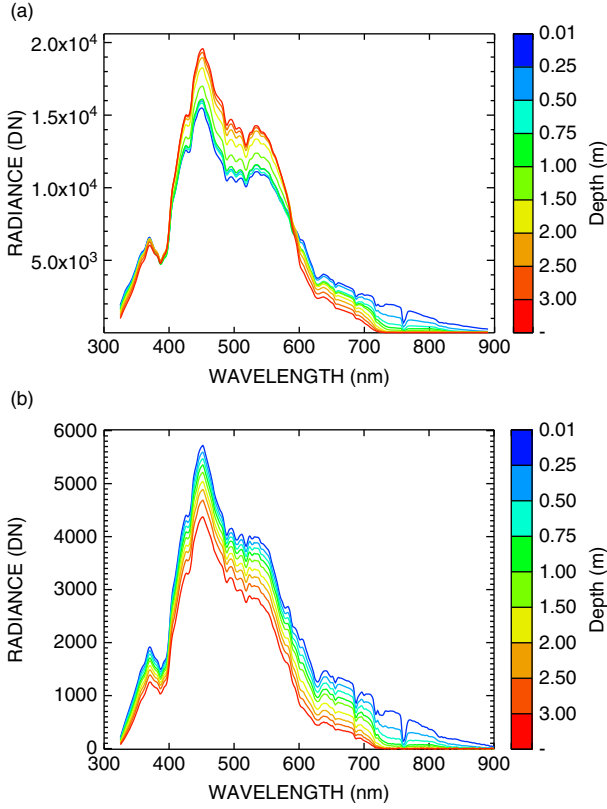 (a)
2.0x10⁴
1.5x10⁴
1.0x10⁴
5.0x10³
RADIANCE (DN)
300 400 500 600 700 800 900
WAVELENGTH (nm)
0.01
0.25
0.50
0.75
1.00
1.50
2.00
2.50
3.00
-
Depth (m)
(b)
6000
5000
4000
3000
2000
1000
0
RADIANCE (DN)
300 400 500 600 700 800 900
WAVELENGTH (nm)
0.01
0.25
0.50
0.75
1.00
1.50
2.00
2.50
3.00
-
Depth (m)